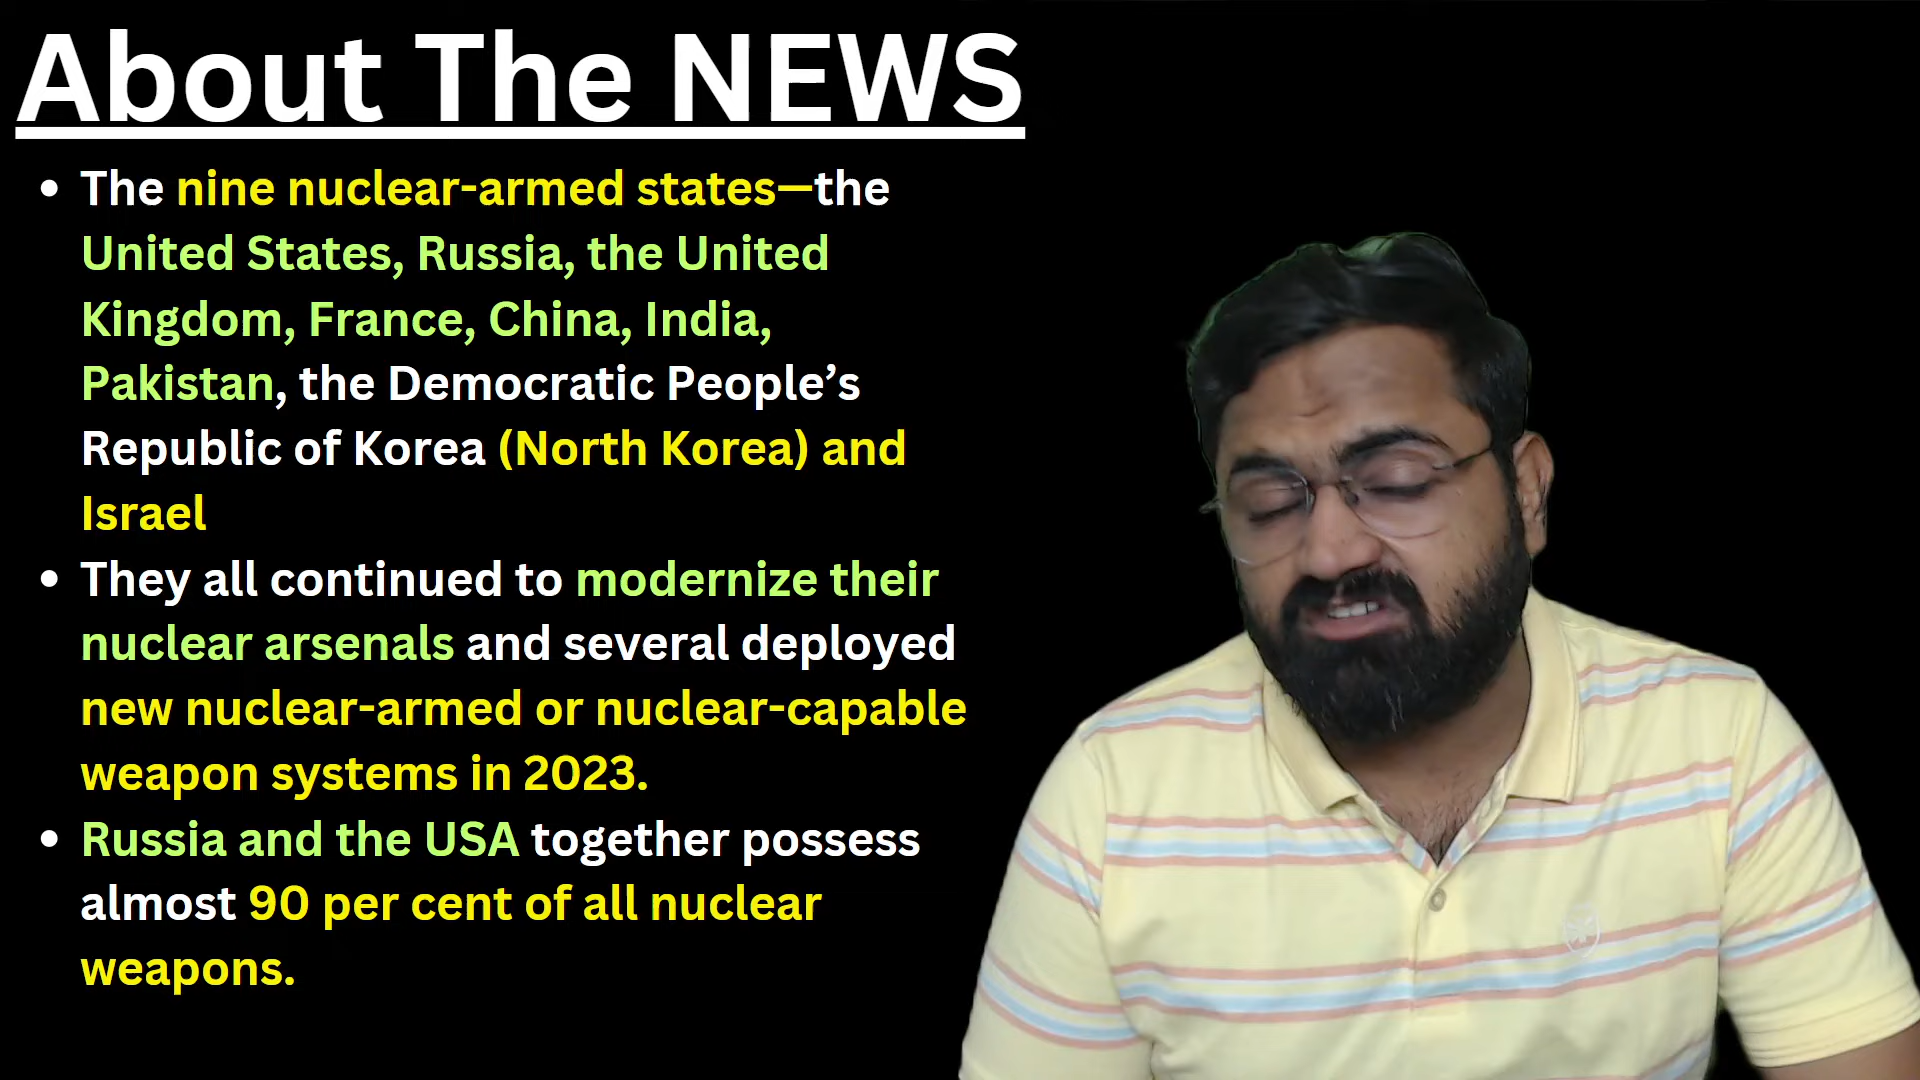 About The NEWS
• The nine nuclear-armed states—the
United States, Russia, the United
Kingdom, France, China, India,
Pakistan, the Democratic People’s
Republic of Korea (North Korea) and
Israel
• They all continued to modernize their
nuclear arsenals and several deployed
new nuclear-armed or nuclear-capable
weapon systems in 2023.
• Russia and the USA together possess
almost 90 per cent of all nuclear
weapons.